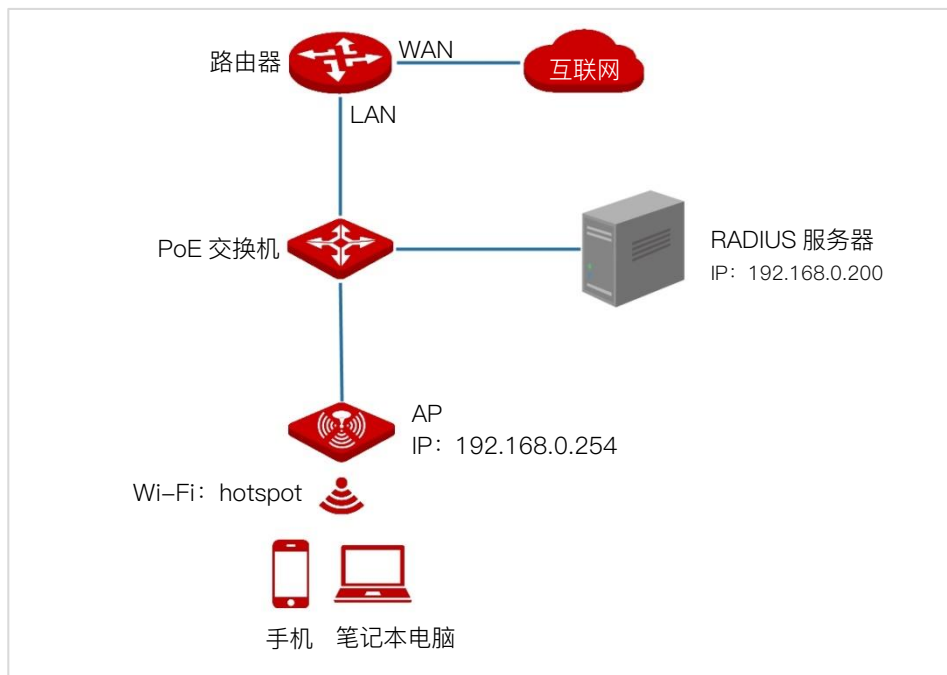 路由器
WAN
互联网
LAN
PoE 交换机
RADIUS 服务器
IP：192.168.0.200
AP
IP：192.168.0.254
Wi-Fi：hotspot
手机
笔记本电脑